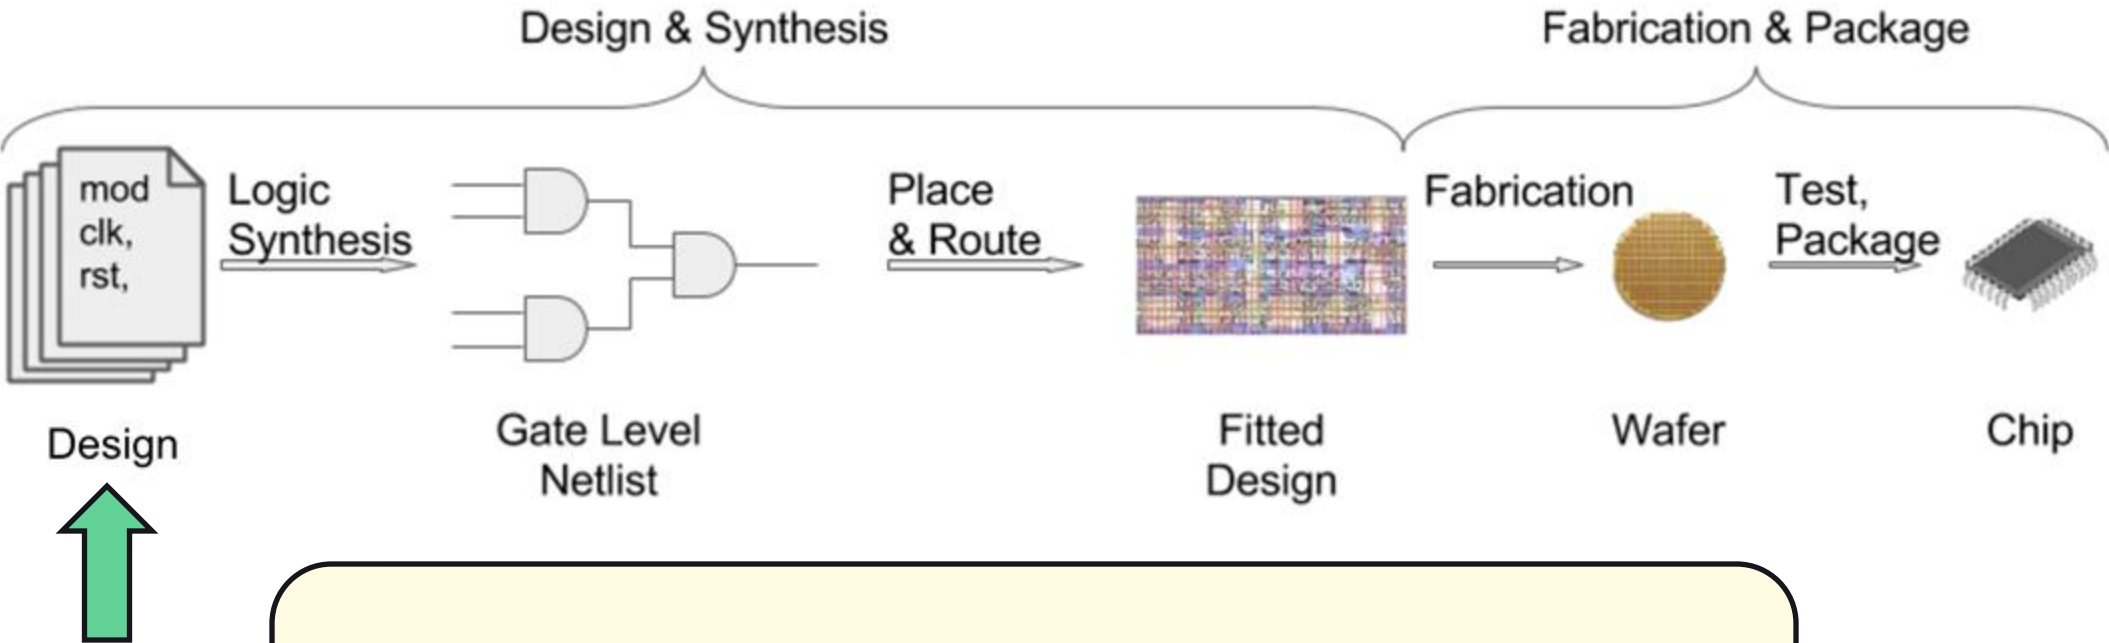 Design & Synthesis
Fabrication & Package
mod
clk,
rst,
Logic
Synthesis
Place
& Route
Fabrication
Test,
Package
Design
Gate Level
Netlist
Fitted
Design
Wafer
Chip